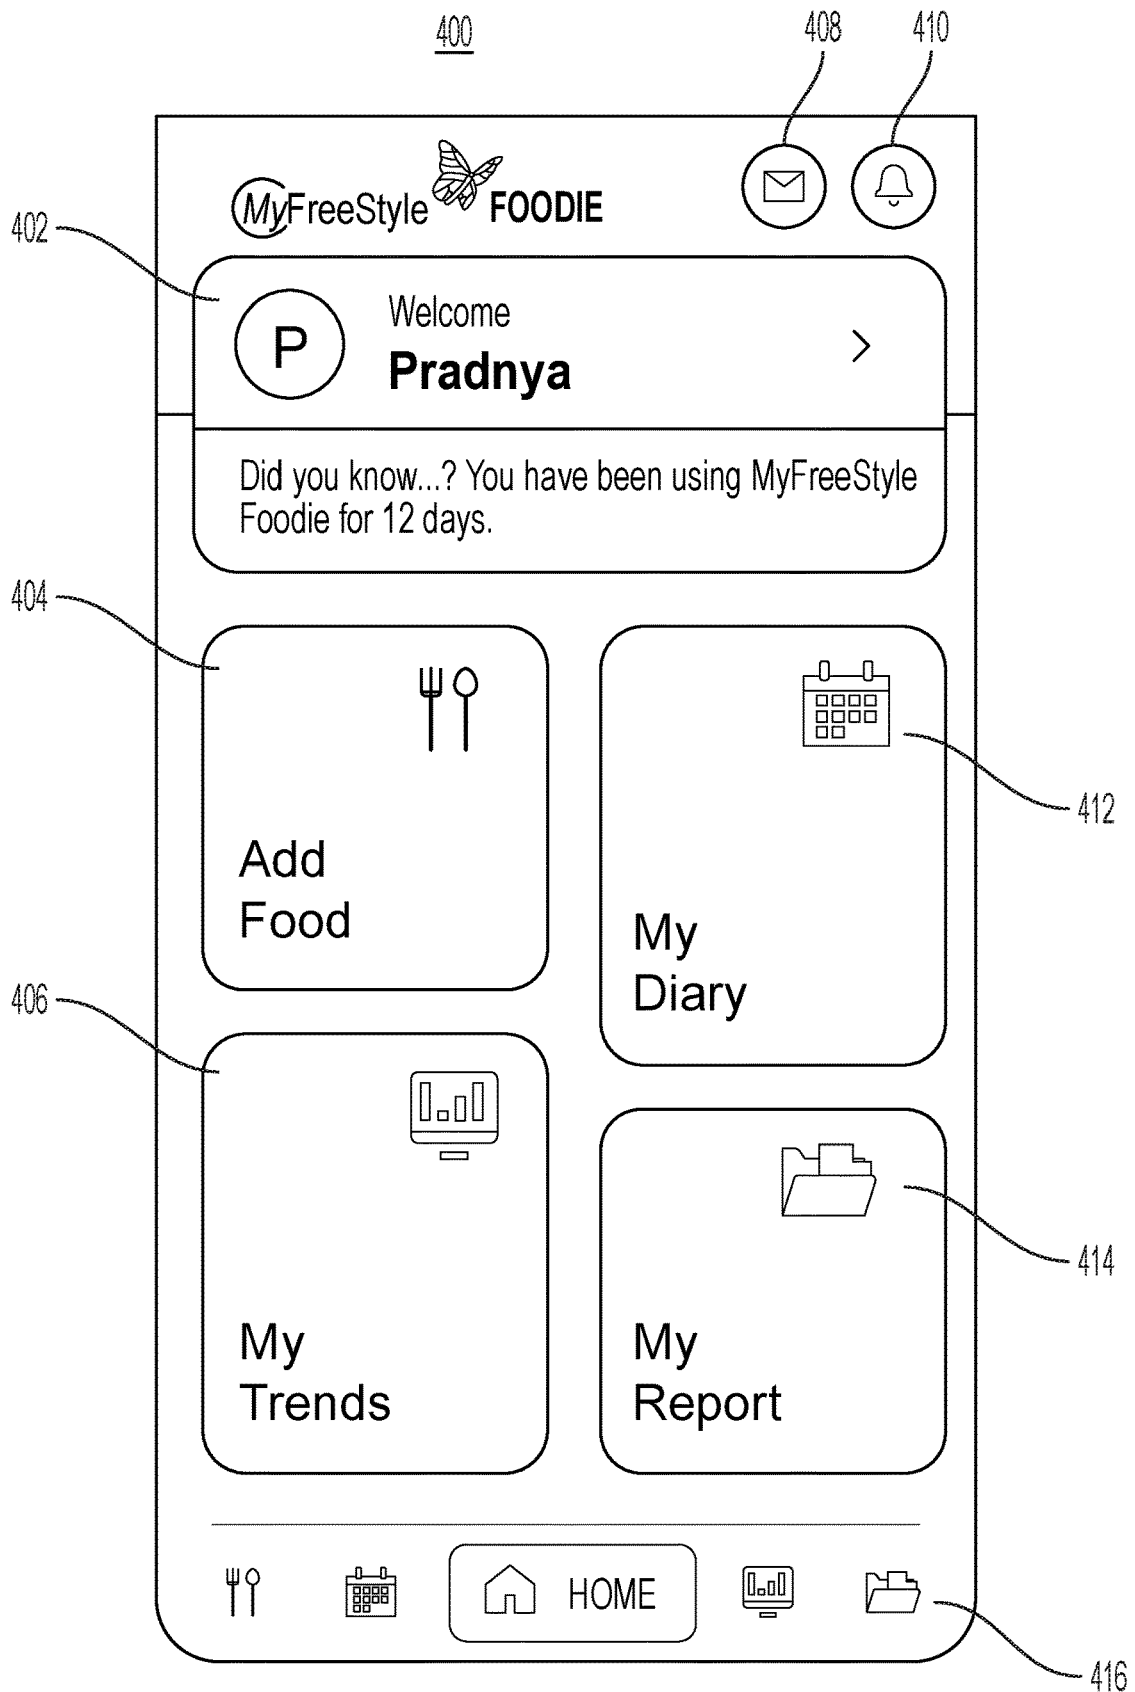 400
408
410
MyFreeStyle FOODIE
402
P
Welcome
Pradnya
Did you know...? You have been using MyFreeStyle
Foodie for 12 days.
404
Add
Food
412
My
Diary
406
My
Trends
414
My
Report
HOME
416